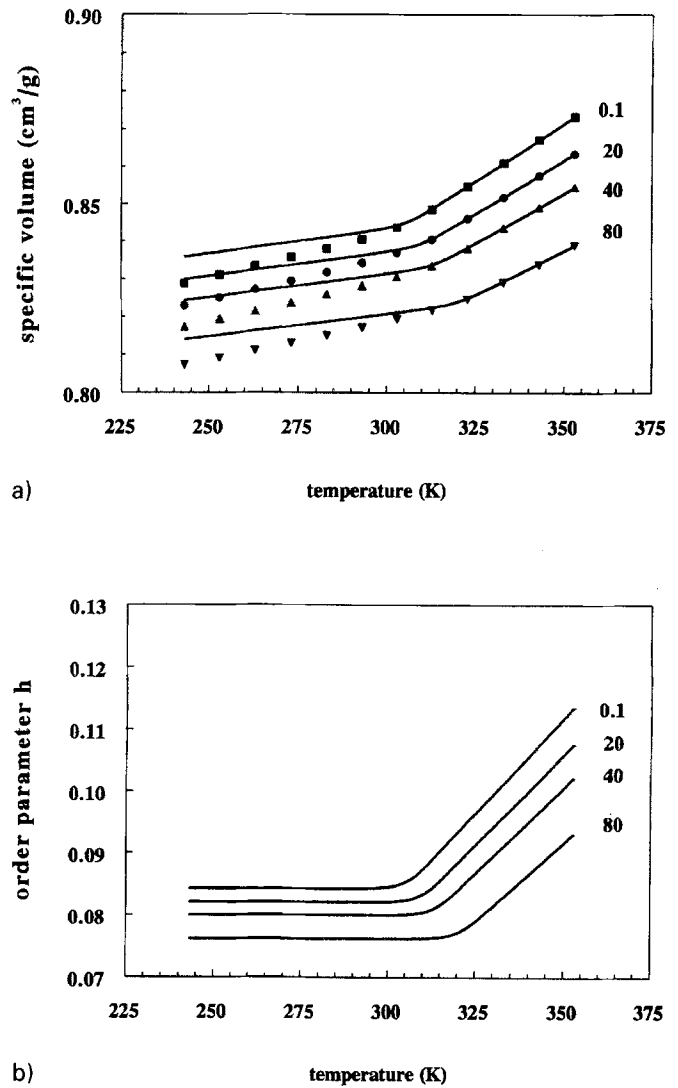 0.90
0.85
0.80
specific volume (cm³/g)
0.1
20
40
80
225 250 275 300 325 350 375
temperature (K)
a)
0.13
0.12
0.11
0.10
0.09
0.08
0.07
order parameter h
0.1
20
40
80
225 250 275 300 325 350 375
temperature (K)
b)